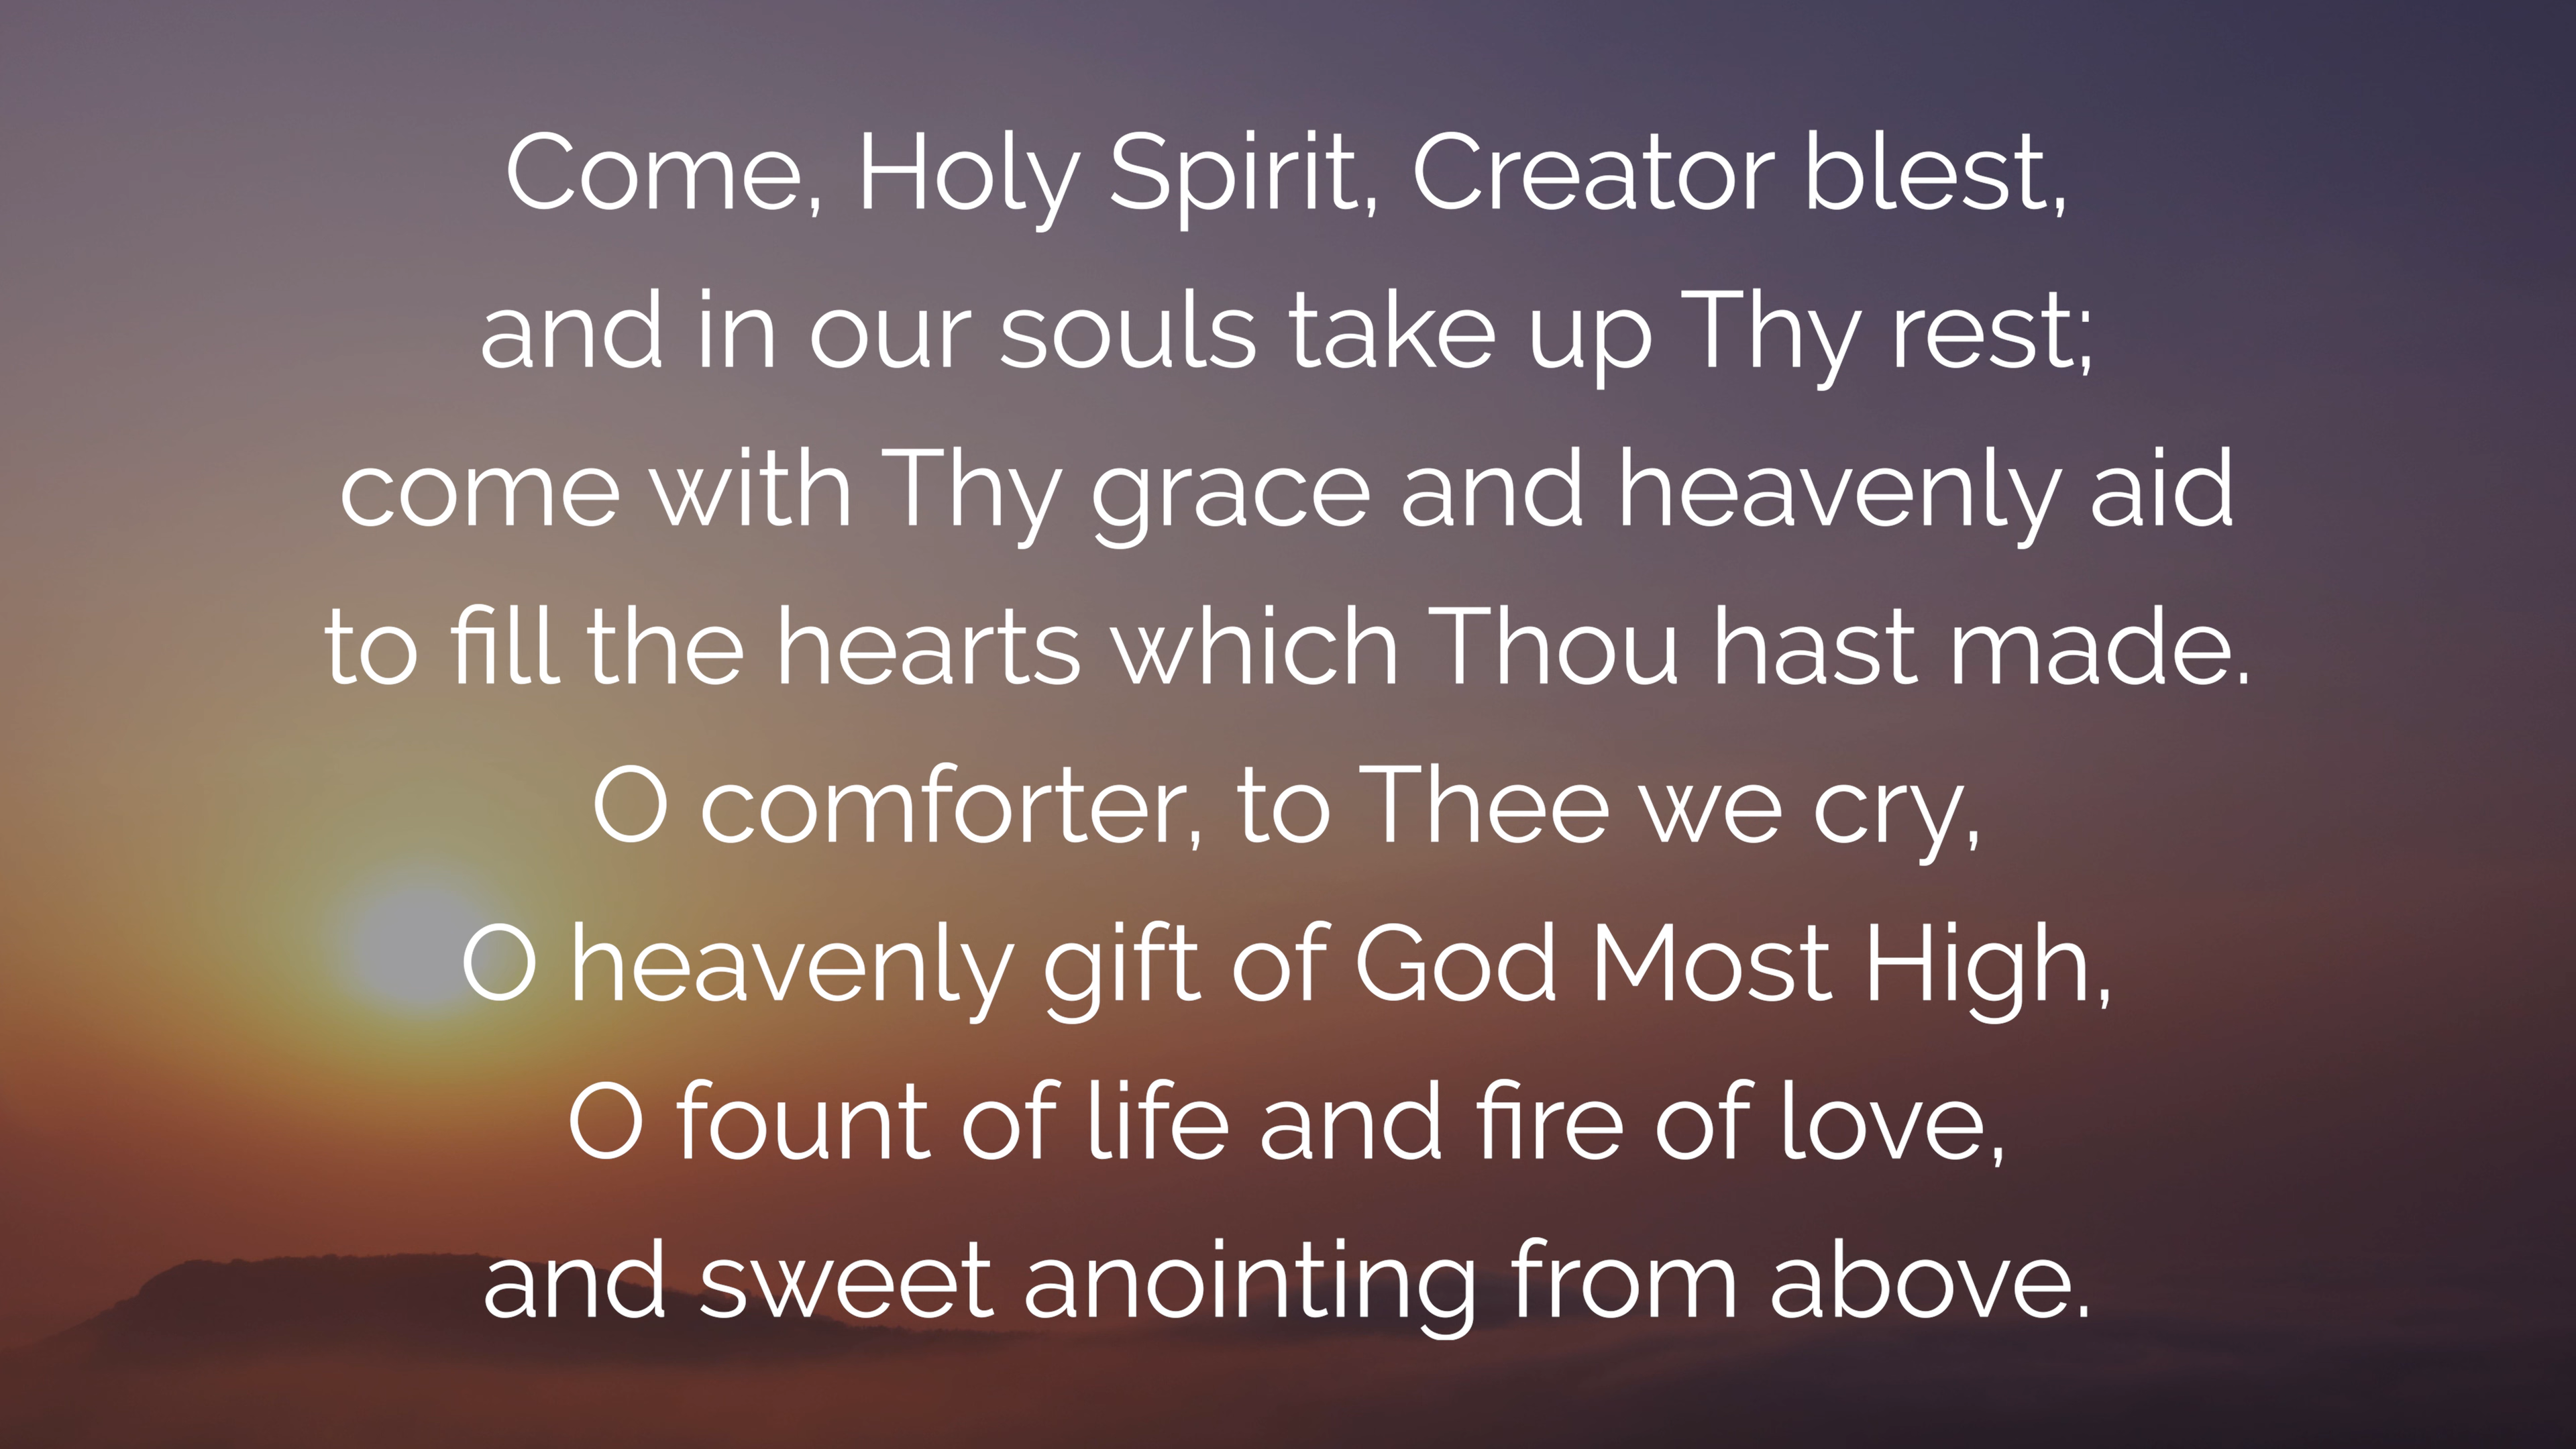 Come, Holy Spirit, Creator blest,
and in our souls take up Thy rest;
come with Thy grace and heavenly aid
to fill the hearts which Thou hast made.
O comforter, to Thee we cry,
O heavenly gift of God Most High,
O fount of life and fire of love,
and sweet anointing from above.